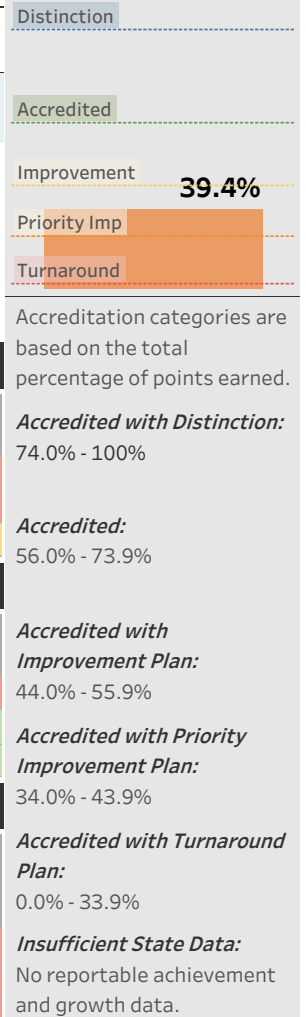 Distinction
Accredited
Improvement
39.4%
Priority Imp
Turnaround
Accreditation categories are
based on the total
percentage of points earned.
Accredited with Distinction:
74.0% - 100%
Accredited:
56.0% - 73.9%
Accredited with
Improvement Plan:
44.0% - 55.9%
Accredited with Priority
Improvement Plan:
34.0% - 43.9%
Accredited with Turnaround
Plan:
0.0% - 33.9%
Insufficient State Data:
No reportable achievement
and growth data.